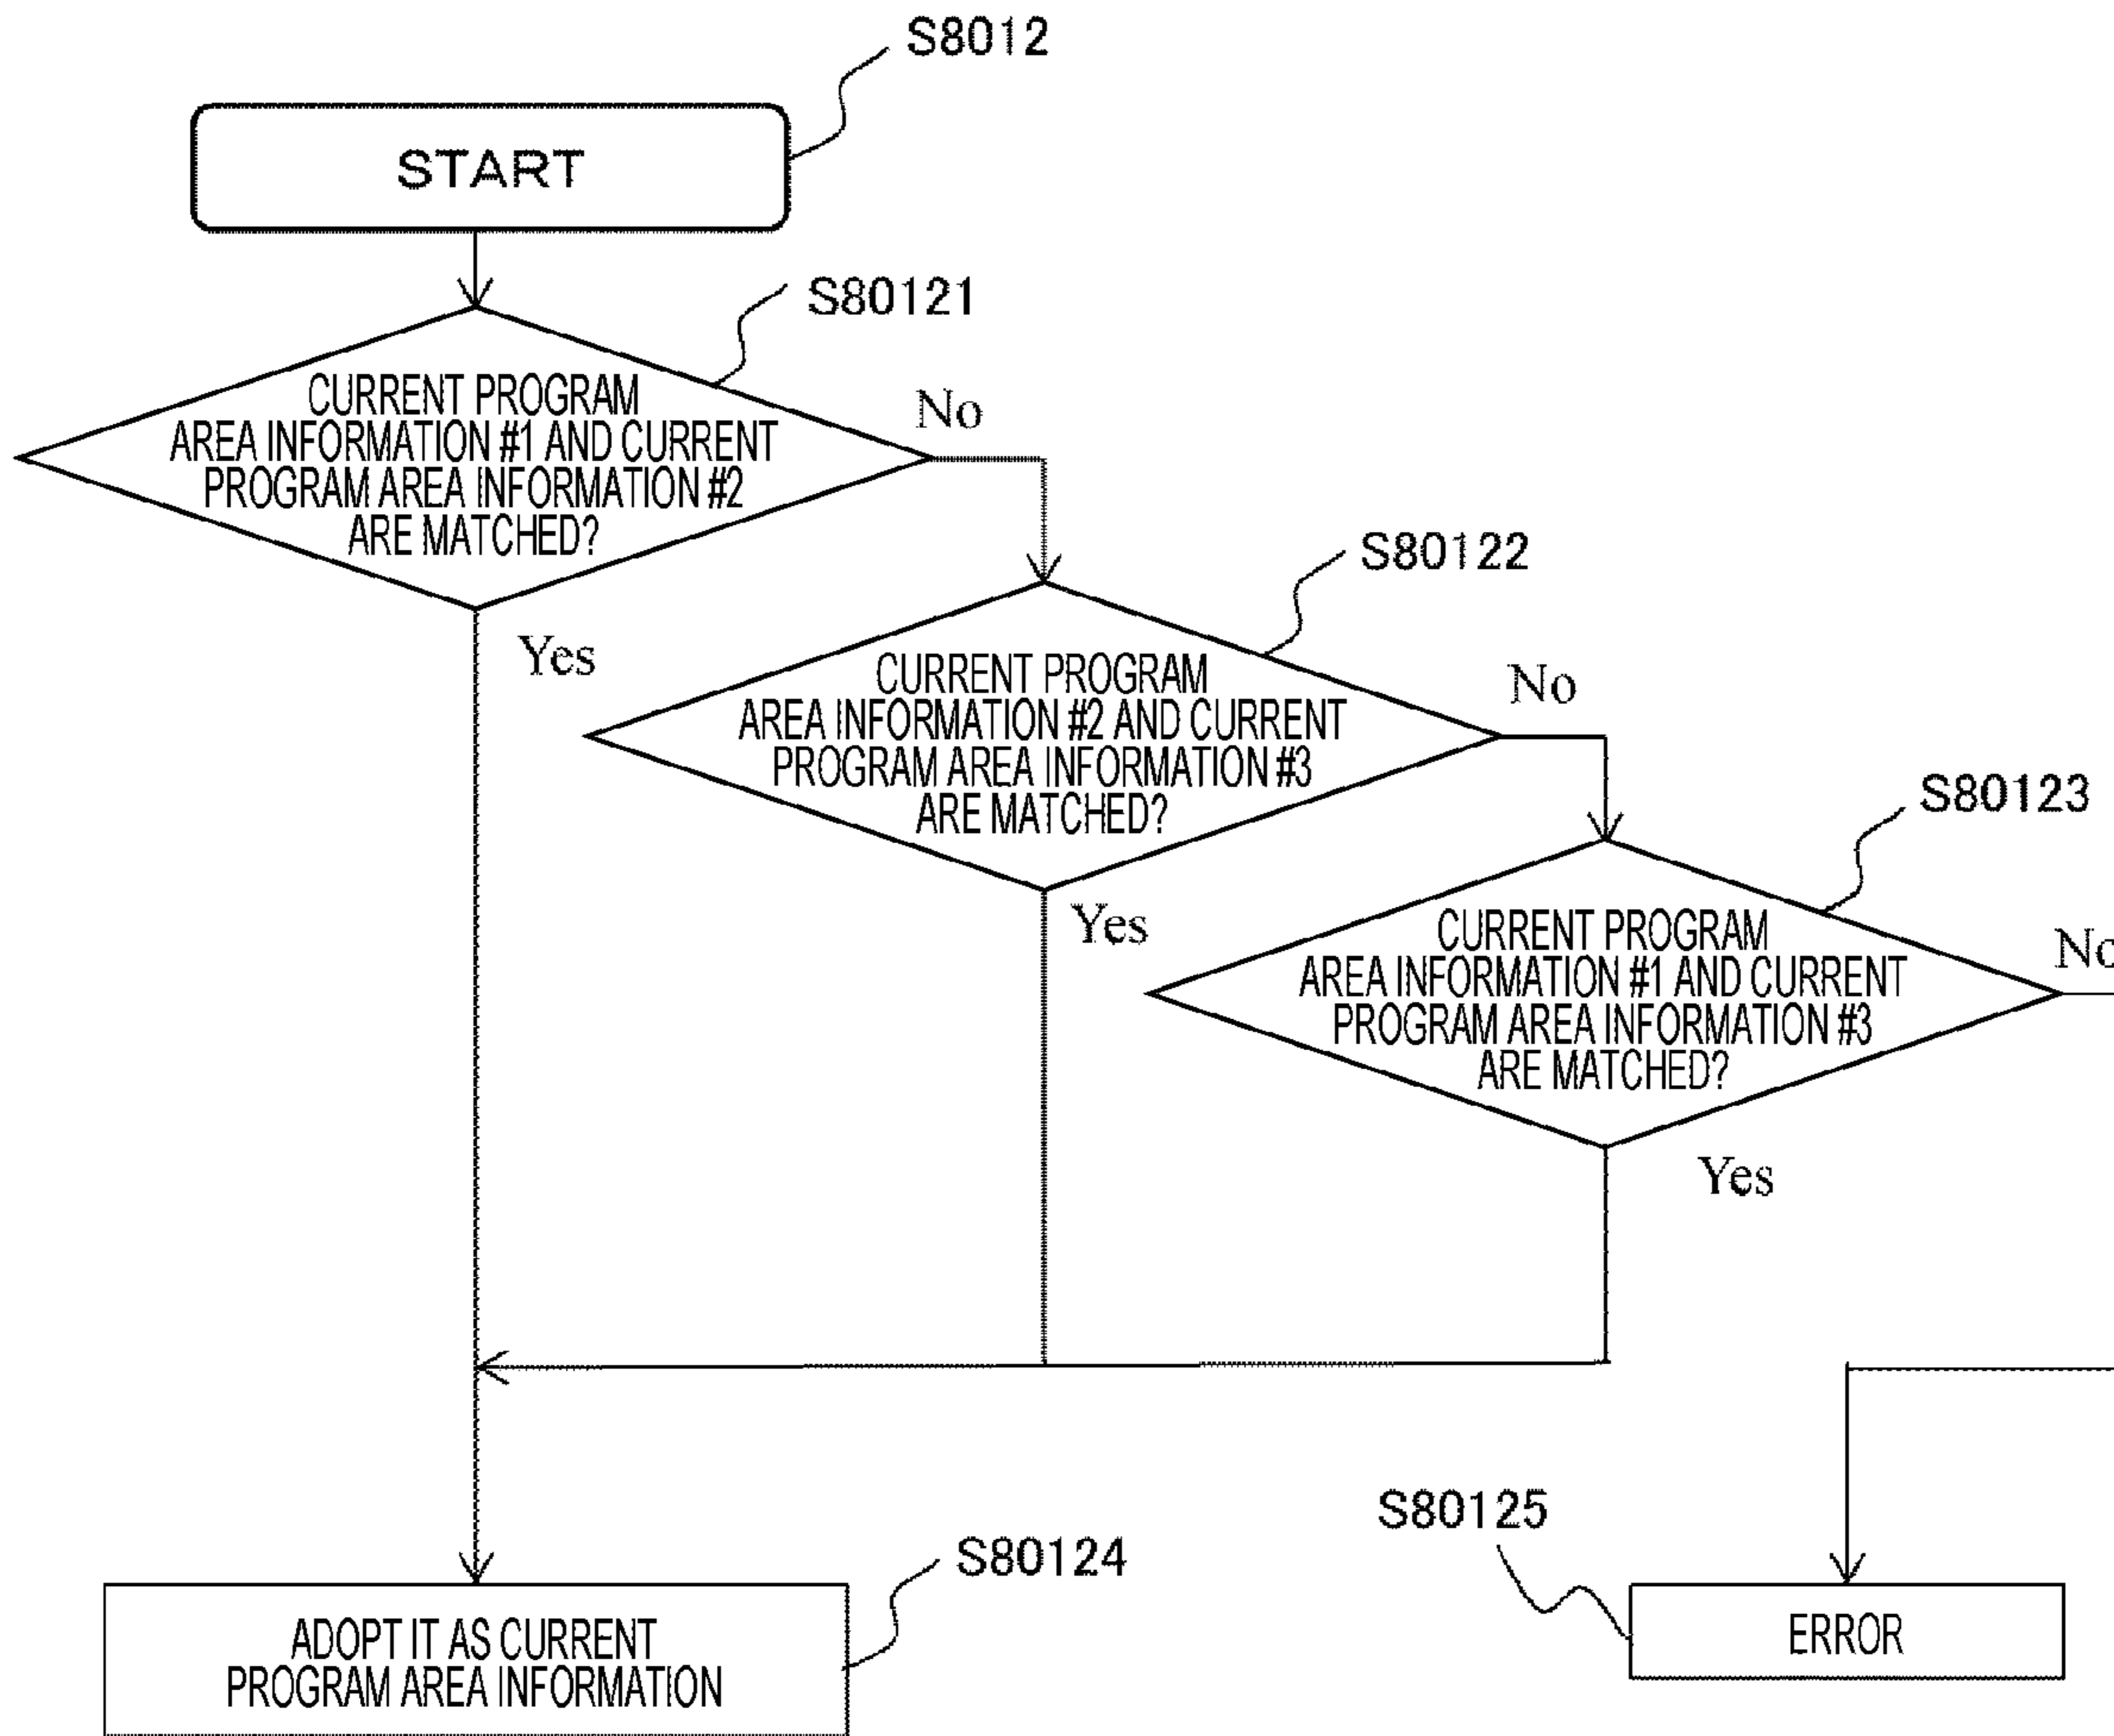 S8012
START
S80121
CURRENT PROGRAM
AREA INFORMATION #1 AND CURRENT
PROGRAM AREA INFORMATION #2
ARE MATCHED?
No
Yes
S80122
CURRENT PROGRAM
AREA INFORMATION #2 AND CURRENT
PROGRAM AREA INFORMATION #3
ARE MATCHED?
No
Yes
S80123
CURRENT PROGRAM
AREA INFORMATION #1 AND CURRENT
PROGRAM AREA INFORMATION #3
ARE MATCHED?
No
Yes
S80124
ADOPT IT AS CURRENT
PROGRAM AREA INFORMATION
S80125
ERROR